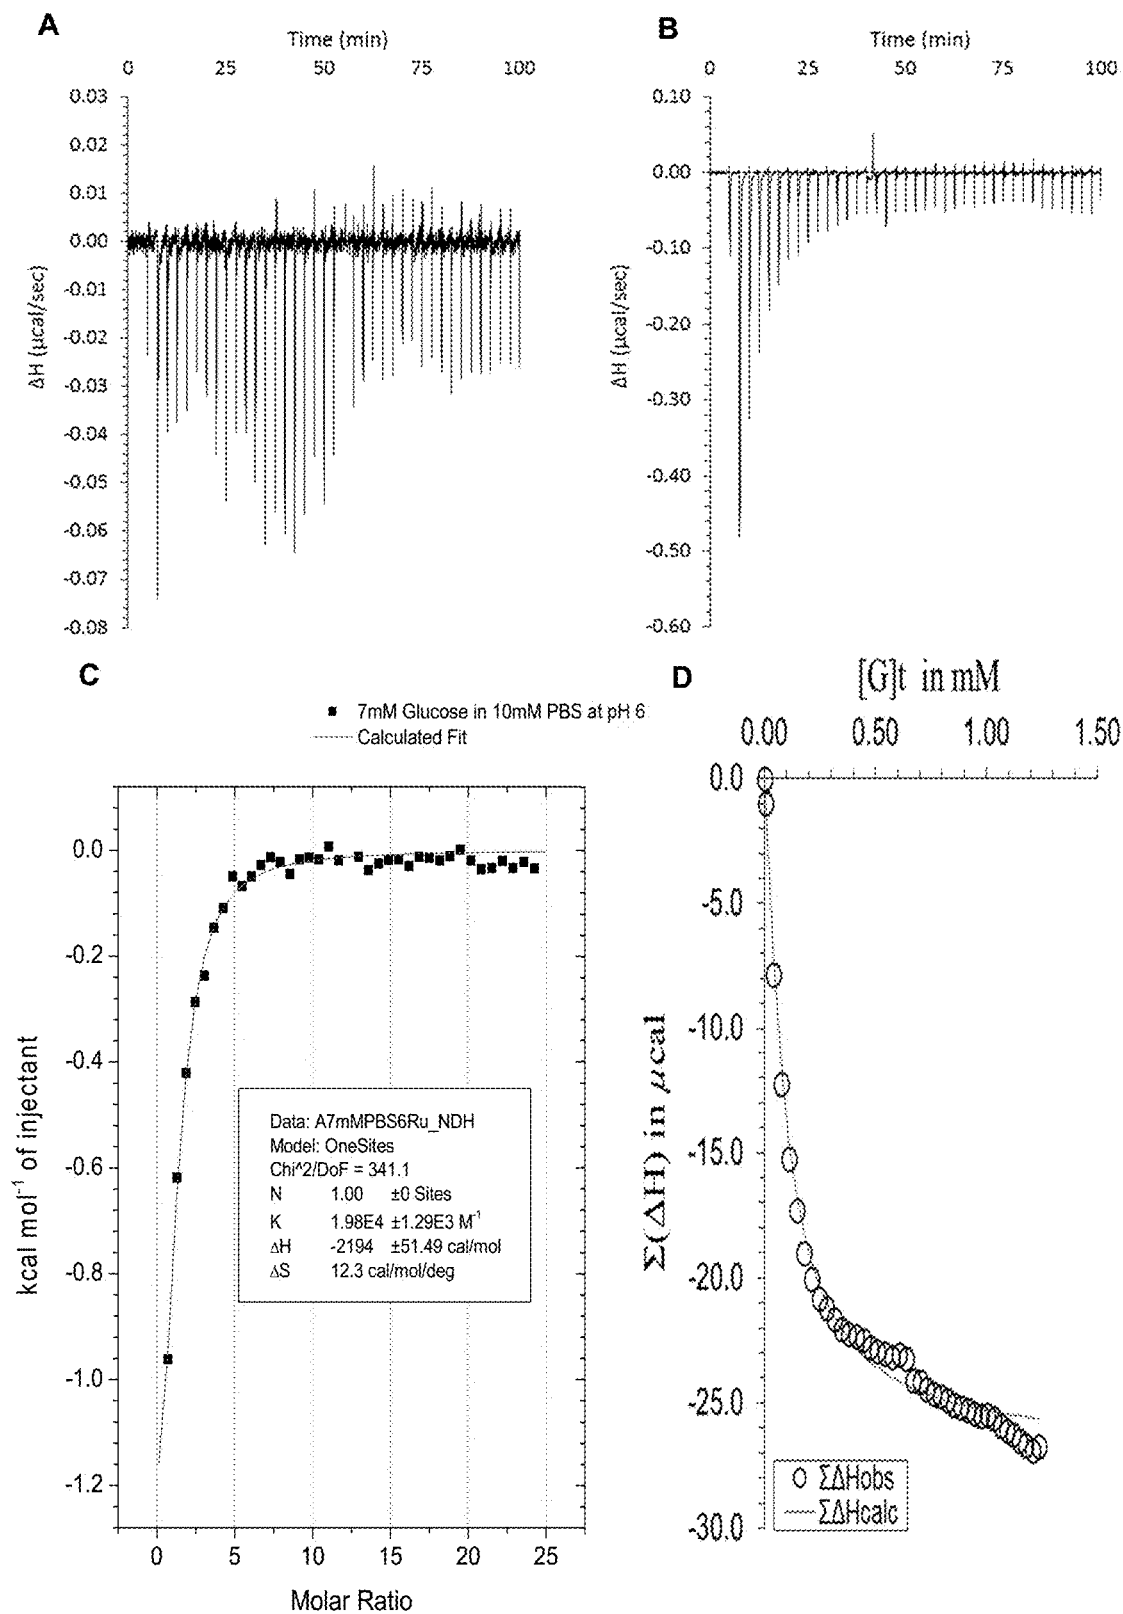 A
Time (min)
0 25 50 75 100
0.03
0.02
0.01
0.00
-0.01
-0.02
-0.03
-0.04
-0.05
-0.06
-0.07
-0.08
ΔH (μcal/sec)
B
Time (min)
0 25 50 75 100
0.10
0.00
-0.10
-0.20
-0.30
-0.40
-0.50
-0.60
ΔH (μcal/sec)
C
7mM Glucose in 10mM PBS at pH 6
Calculated Fit
0.0
-0.2
-0.4
-0.6
-0.8
-1.0
-1.2
kcal mol⁻¹ of injectant
Data: A7mMPBS6Ru_NDH
Model: OneSites
Chi^2/DoF = 341.1
N 1.00 ±0 Sites
K 1.98E4 ±1.29E3 M⁻¹
ΔH -2194 ±51.49 cal/mol
ΔS 12.3 cal/mol/deg
0 5 10 15 20 25
Molar Ratio
D
[G]t in mM
0.00 0.50 1.00 1.50
0.0
-5.0
-10.0
-15.0
-20.0
-25.0
-30.0
Σ(ΔH) in μcal
ΣΔHobs
ΣΔHcalc